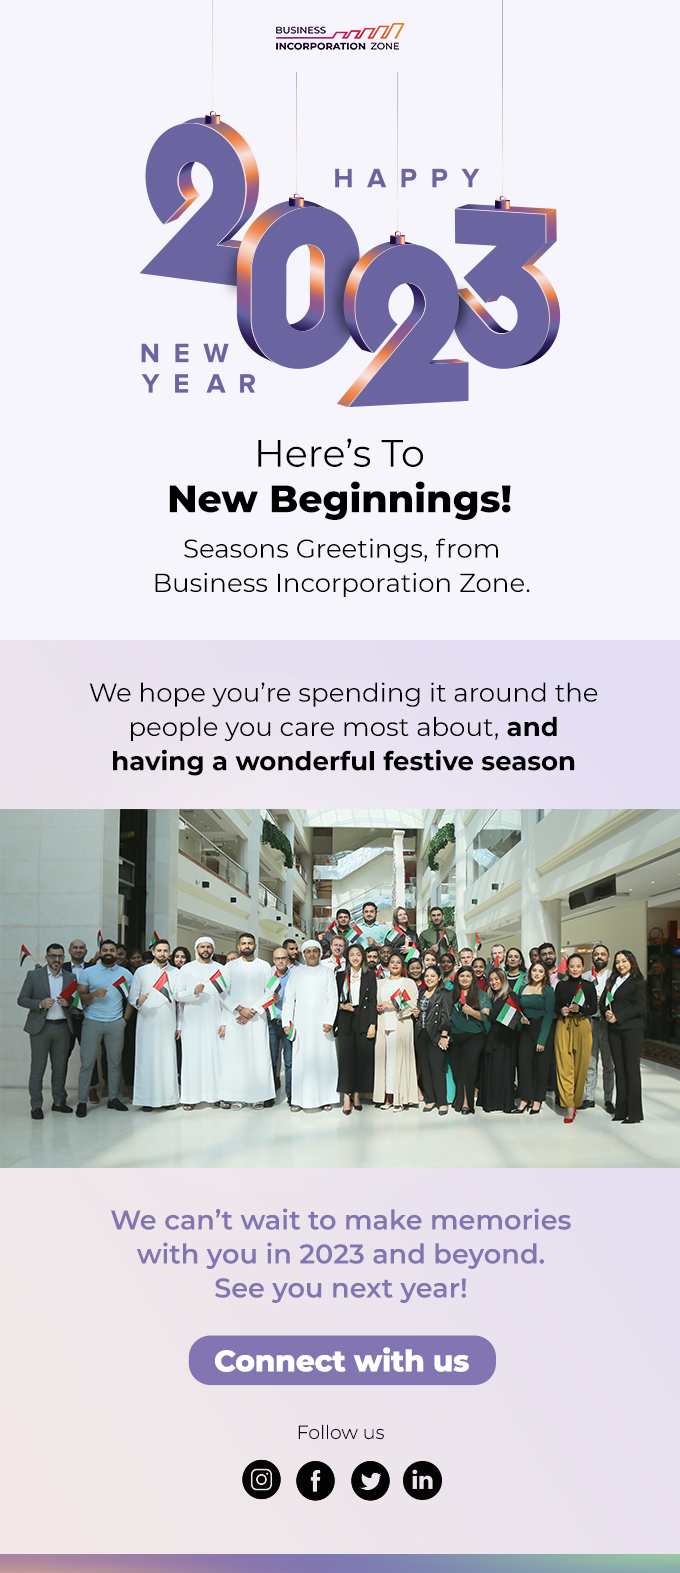 BUSINESS
INCORPORATION ZONE
HAPPY
2023
NEW
YEAR
Here’s To
New Beginnings!
Seasons Greetings, from
Business Incorporation Zone.
We hope you’re spending it around the
people you care most about, and
having a wonderful festive season
We can’t wait to make memories
with you in 2023 and beyond.
See you next year!
Connect with us
Follow us